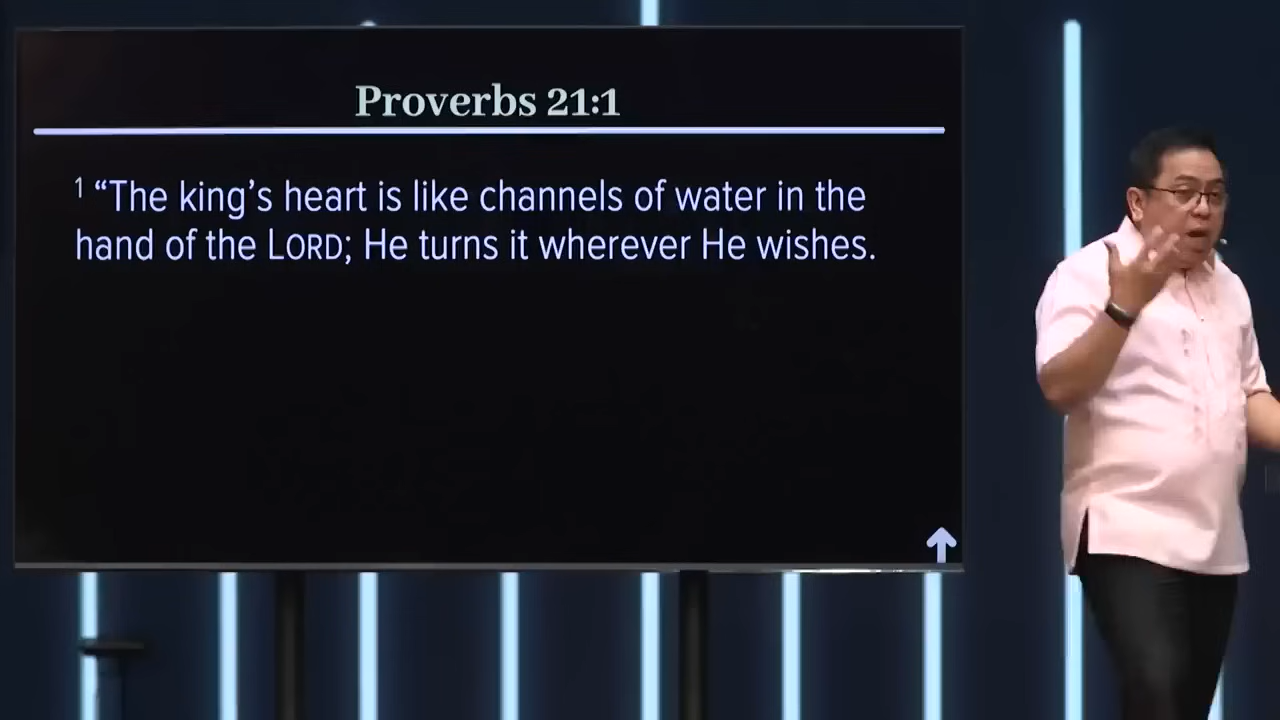 Proverbs 21:1
1 “The king’s heart is like channels of water in the
hand of the LORD; He turns it wherever He wishes.